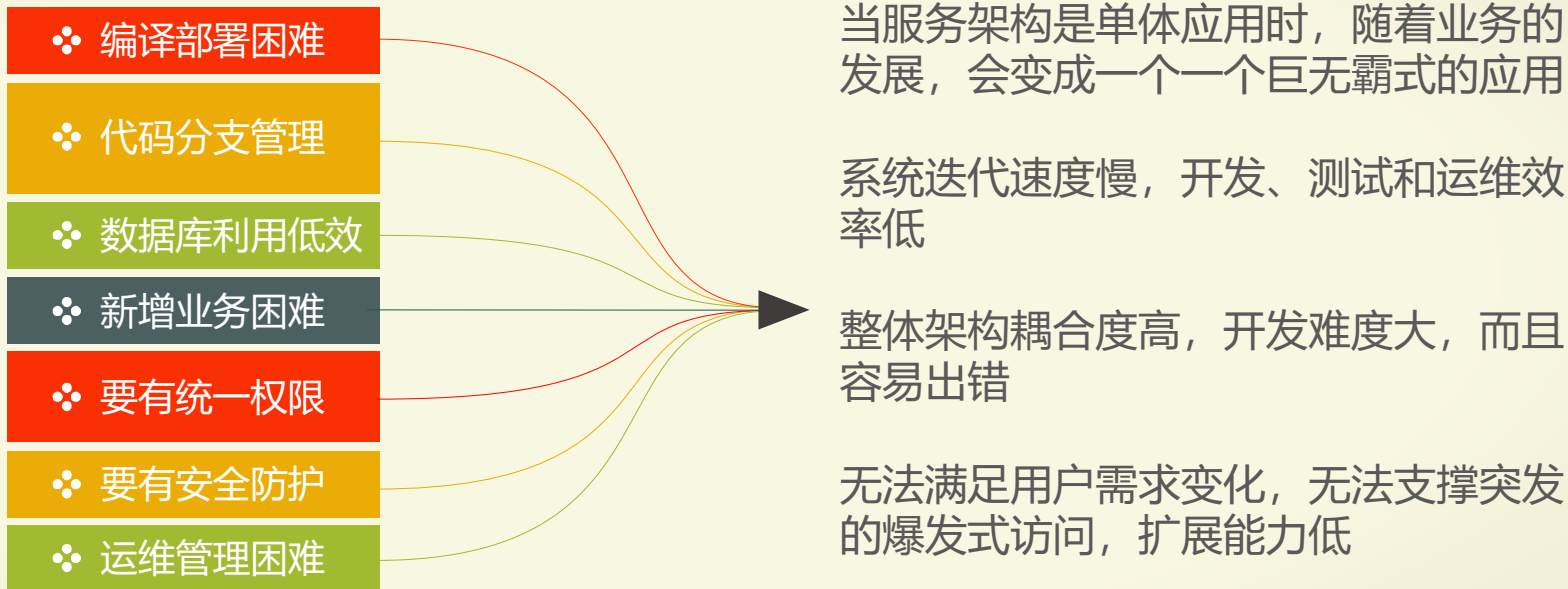 编译部署困难
代码分支管理
数据库利用低效
新增业务困难
要有统一权限
要有安全防护
运维管理困难
当服务架构是单体应用时，随着业务的
发展，会变成一个一个巨无霸式的应用
系统迭代速度慢，开发、测试和运维效
率低
整体架构耦合度高，开发难度大，而且
容易出错
无法满足用户需求变化，无法支撑突发
的爆发式访问，扩展能力低